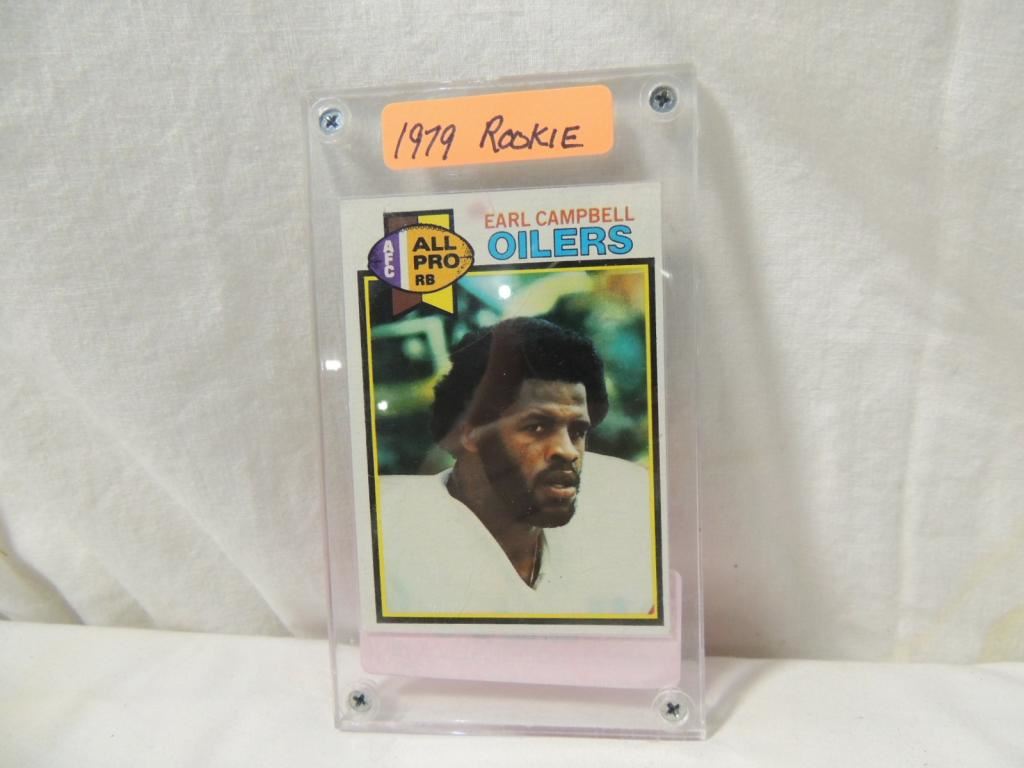 1979 ROOKIE
EARL CAMPBELL
OILERS
AFC
ALL
PRO
RB